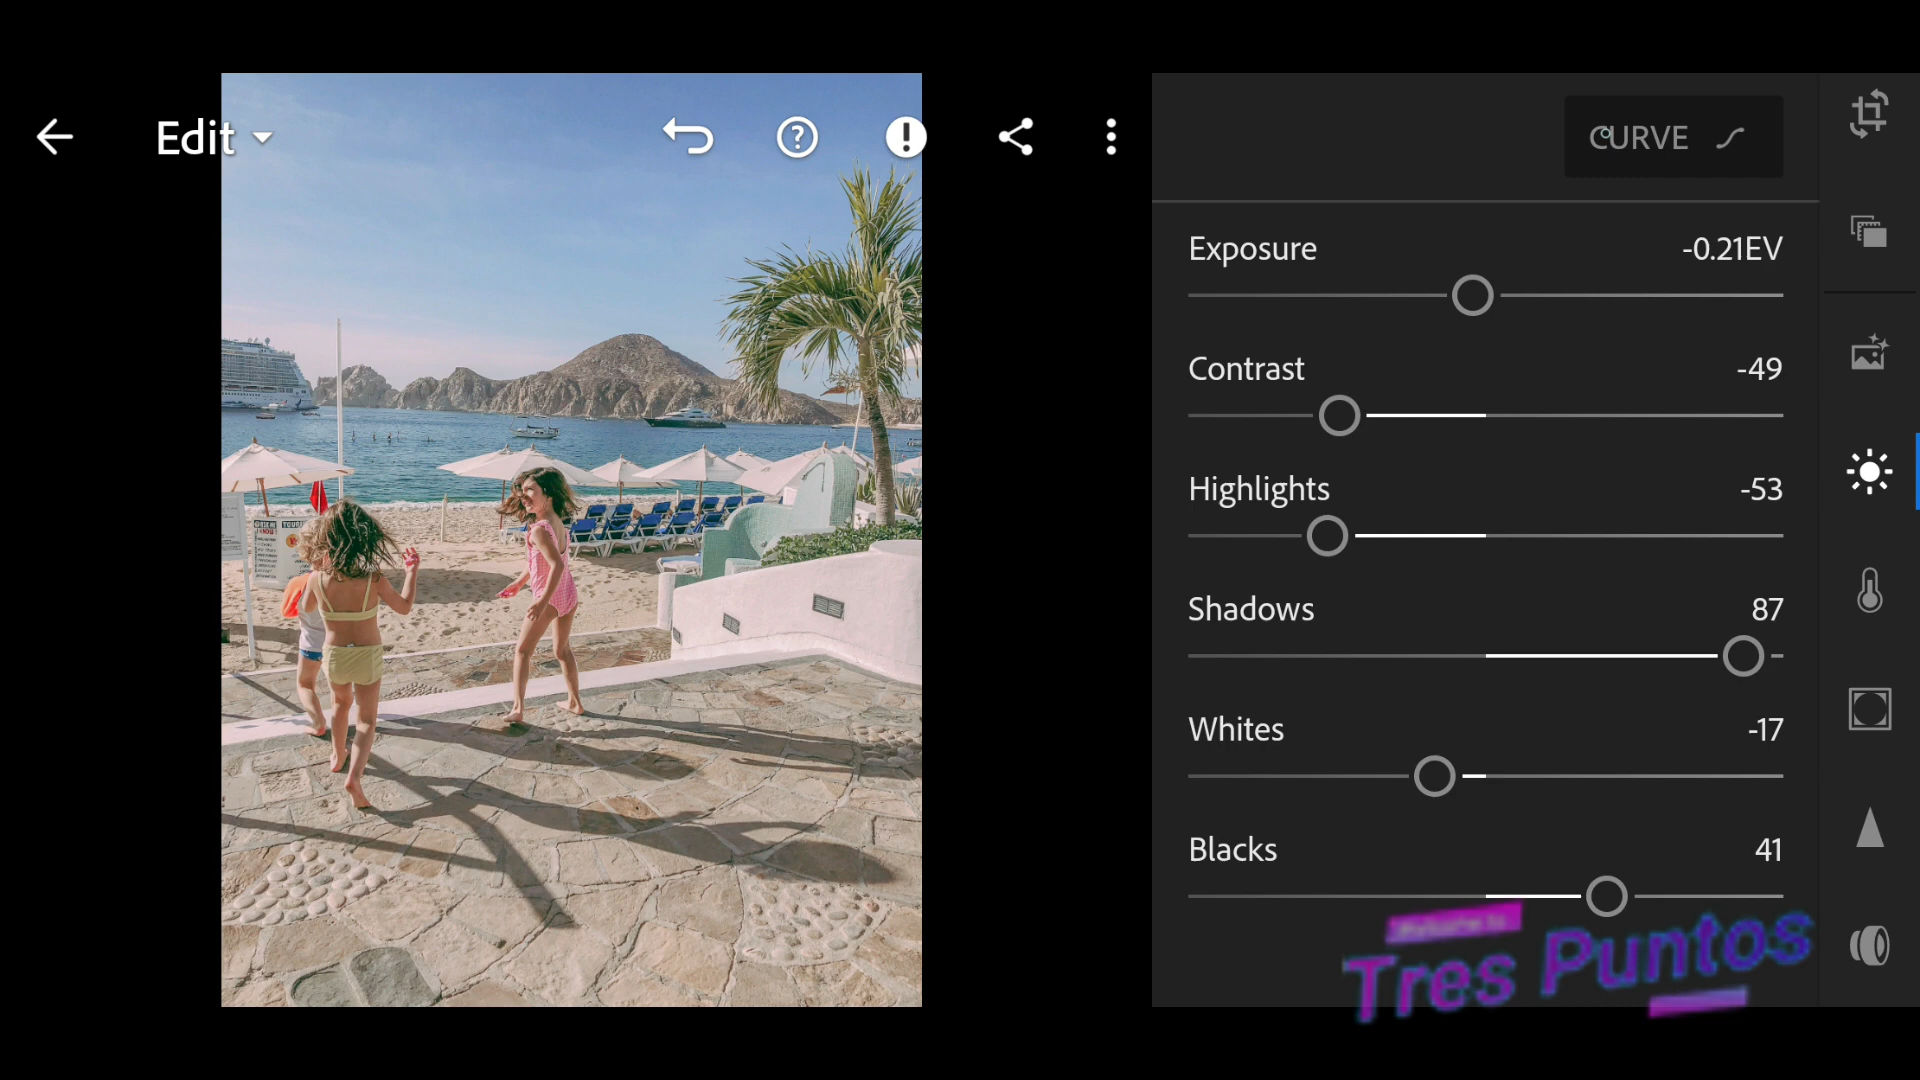 Edit
CURVE
Exposure -0.21EV
Contrast -49
Highlights -53
Shadows 87
Whites -17
Blacks 41
Tres Puntos